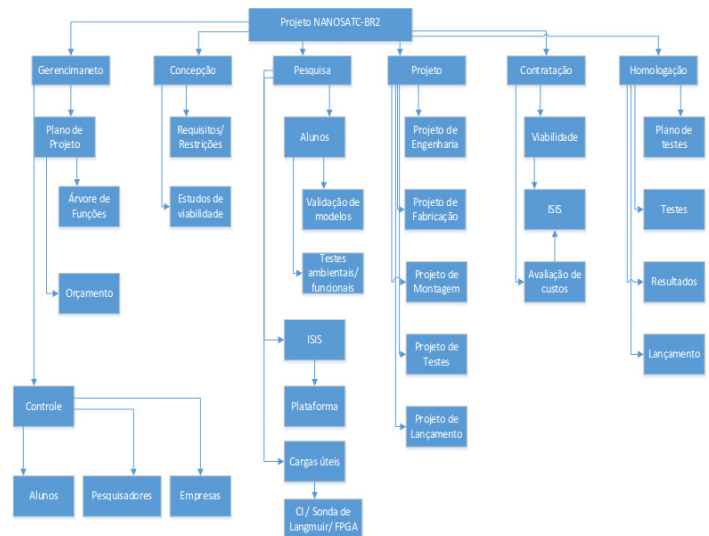 Projeto NANOSATC-BR2
Gerencimaneto
Concepção
Pesquisa
Projeto
Contratação
Homologação
Plano de
Projeto
Requisitos/
Restrições
Alunos
Projeto de
Engenharia
Viabilidade
Plano de
testes
Árvore de
Funções
Estudos de
viabilidade
Validação de
modelos
Projeto de
Fabricação
ISIS
Testes
Orçamento
Testes
ambientais/
funcionais
Projeto de
Montagem
Avaliação de
custos
Resultados
ISIS
Projeto de
Testes
Lançamento
Controle
Plataforma
Projeto de
Lançamento
Cargas úteis
Alunos
Pesquisadores
Empresas
CI / Sonda de
Langmuir/ FPGA